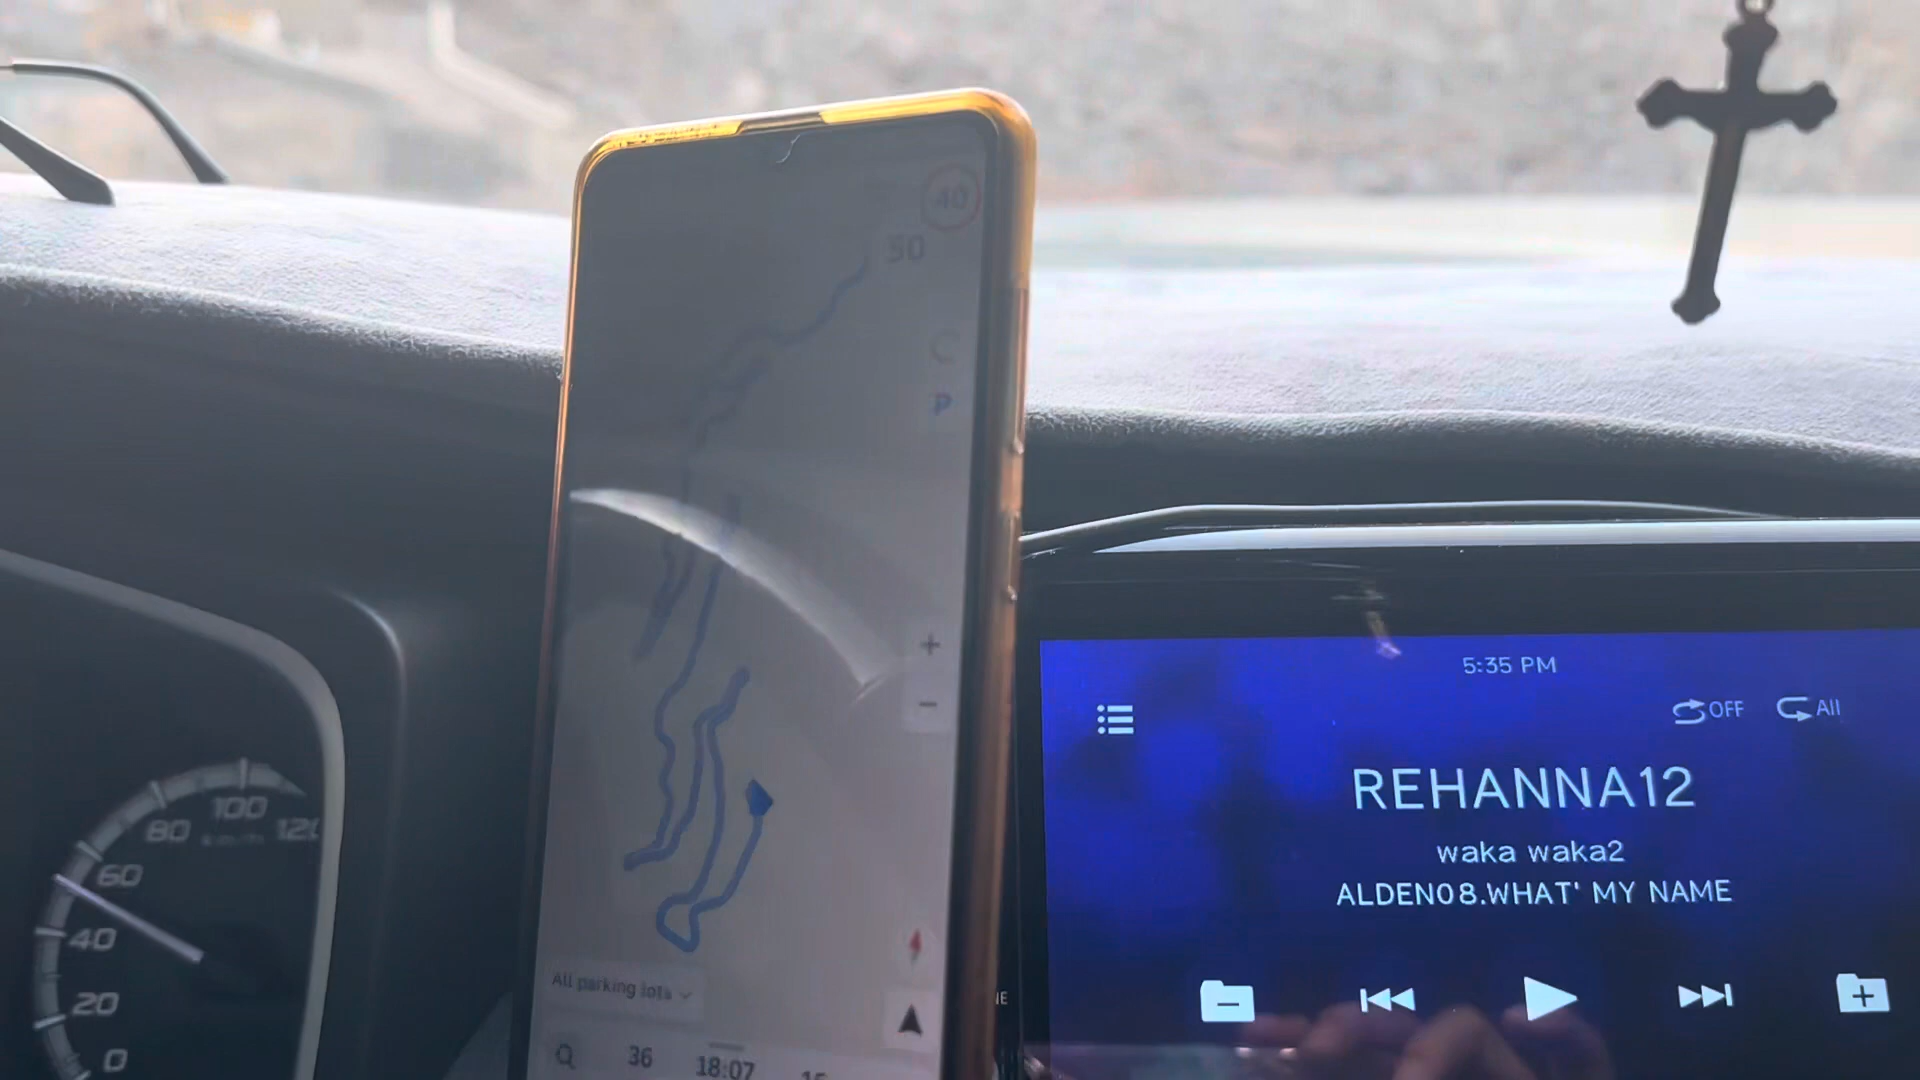 40
50
P
+
−
All parking lots
36
18:07
100
80
120
60
40
20
0
5:35 PM
OFF
All
REHANNA12
waka waka2
ALDEN08.WHAT' MY NAME